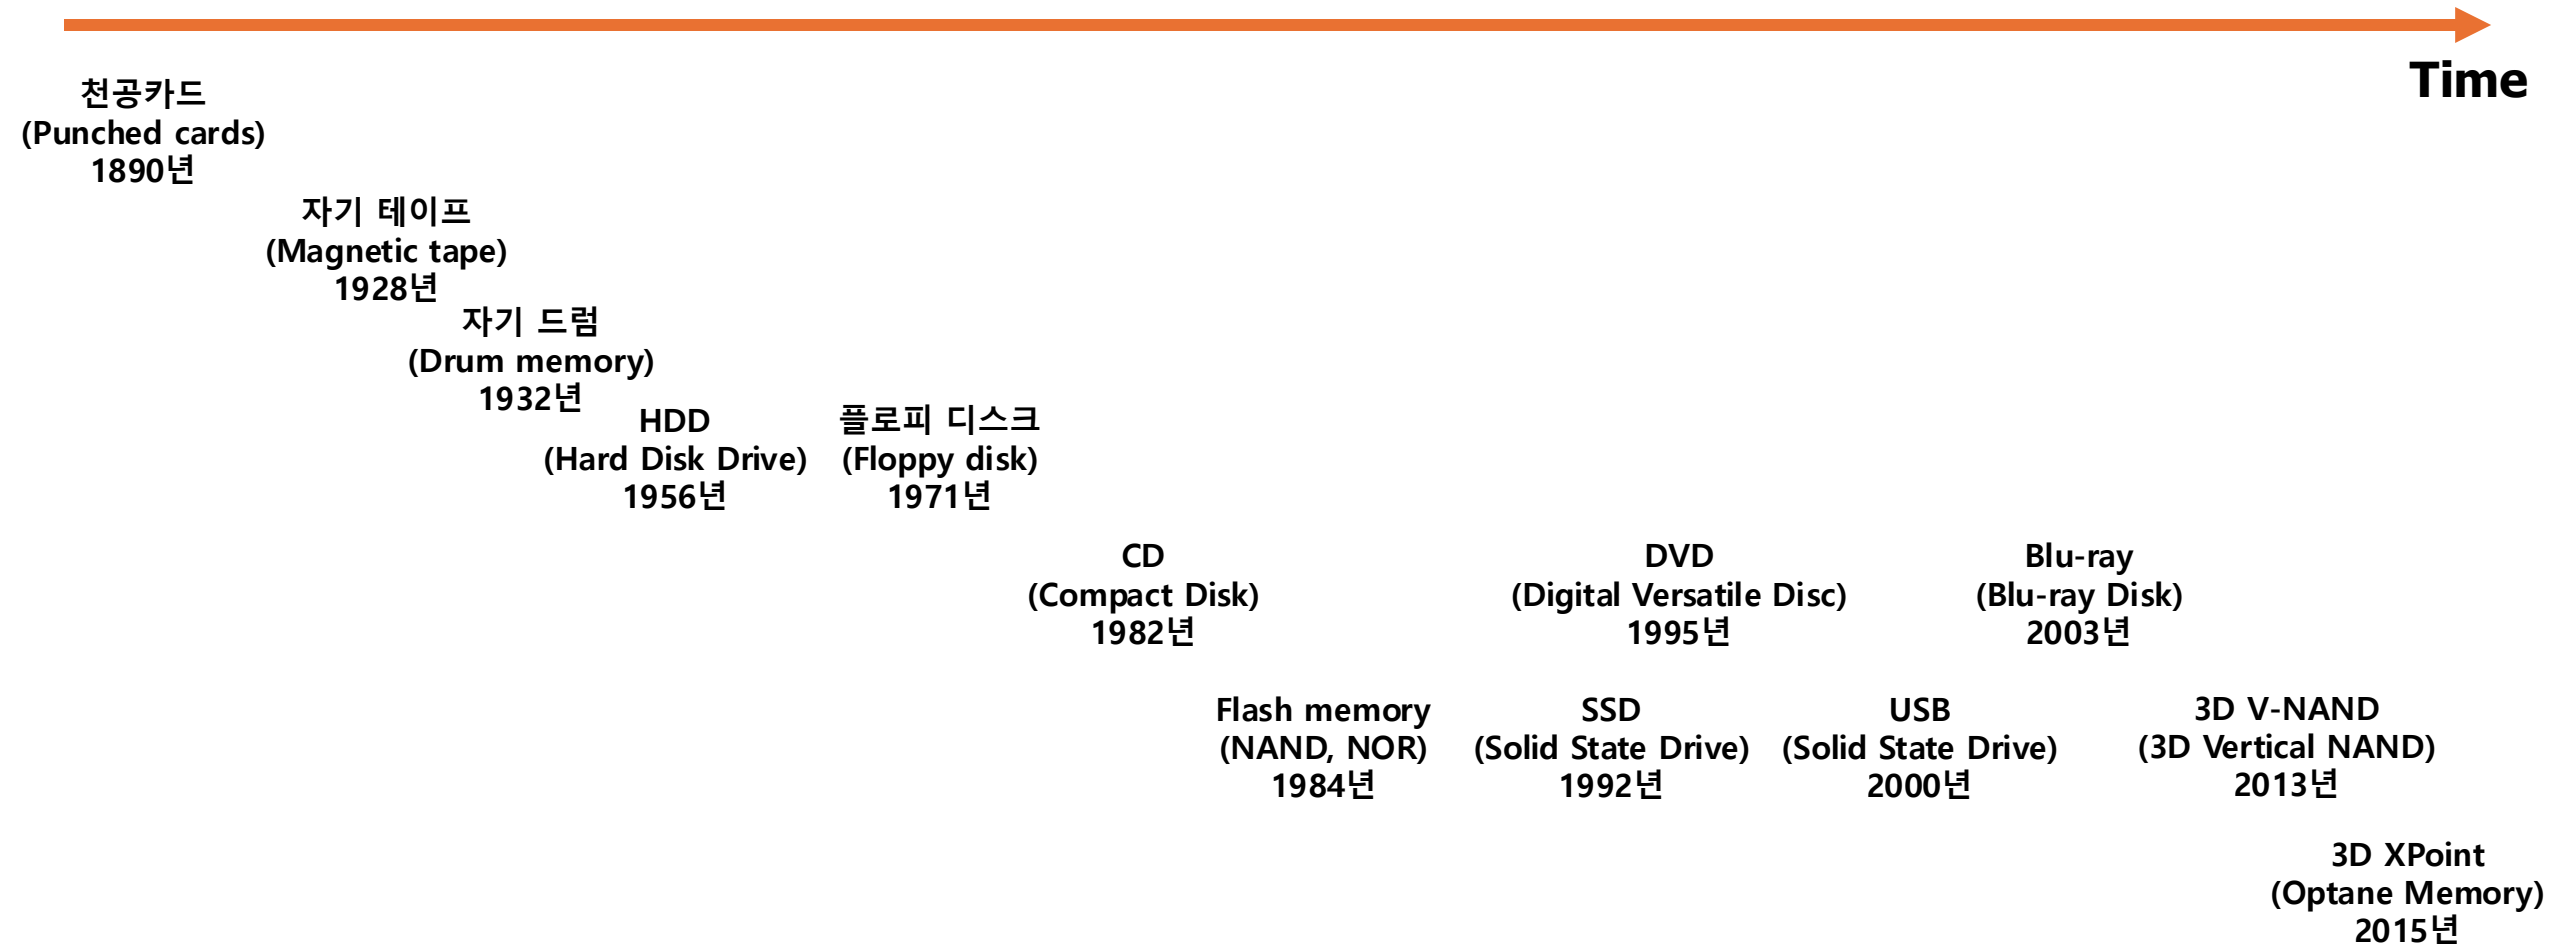 Time
천공카드
(Punched cards)
1890년
자기 테이프
(Magnetic tape)
1928년
자기 드럼
(Drum memory)
1932년
HDD
(Hard Disk Drive)
1956년
플로피 디스크
(Floppy disk)
1971년
CD
(Compact Disk)
1982년
DVD
(Digital Versatile Disc)
1995년
Blu-ray
(Blu-ray Disk)
2003년
Flash memory
(NAND, NOR)
1984년
SSD
(Solid State Drive)
1992년
USB
(Solid State Drive)
2000년
3D V-NAND
(3D Vertical NAND)
2013년
3D XPoint
(Optane Memory)
2015년